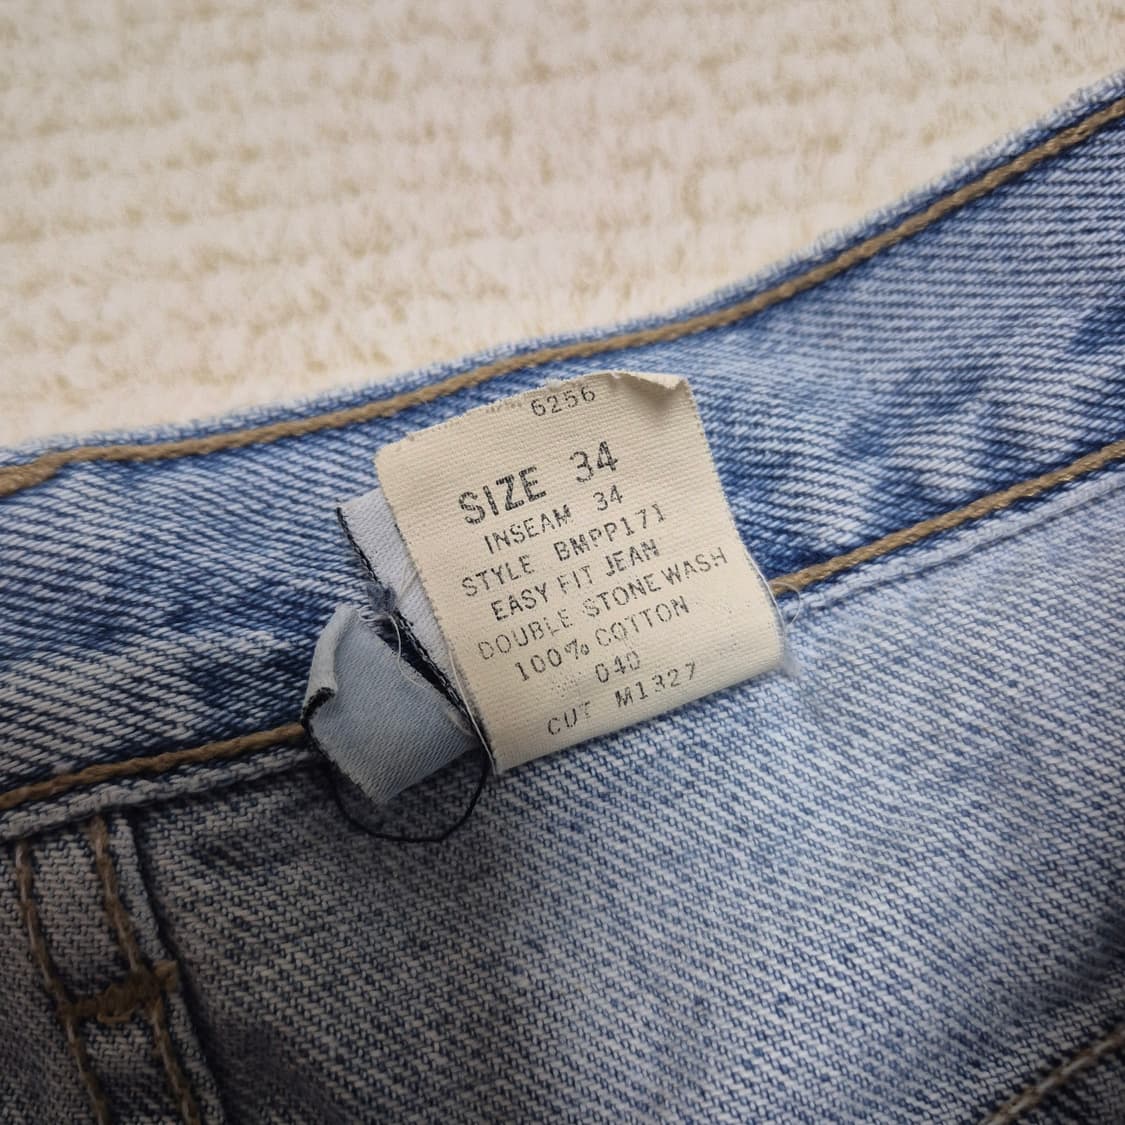 6256
SIZE 34
INSEAM 34
STYLE BMPP171
EASY FIT JEAN
DOUBLE STONE WASH
100% COTTON
040
CUT M1327